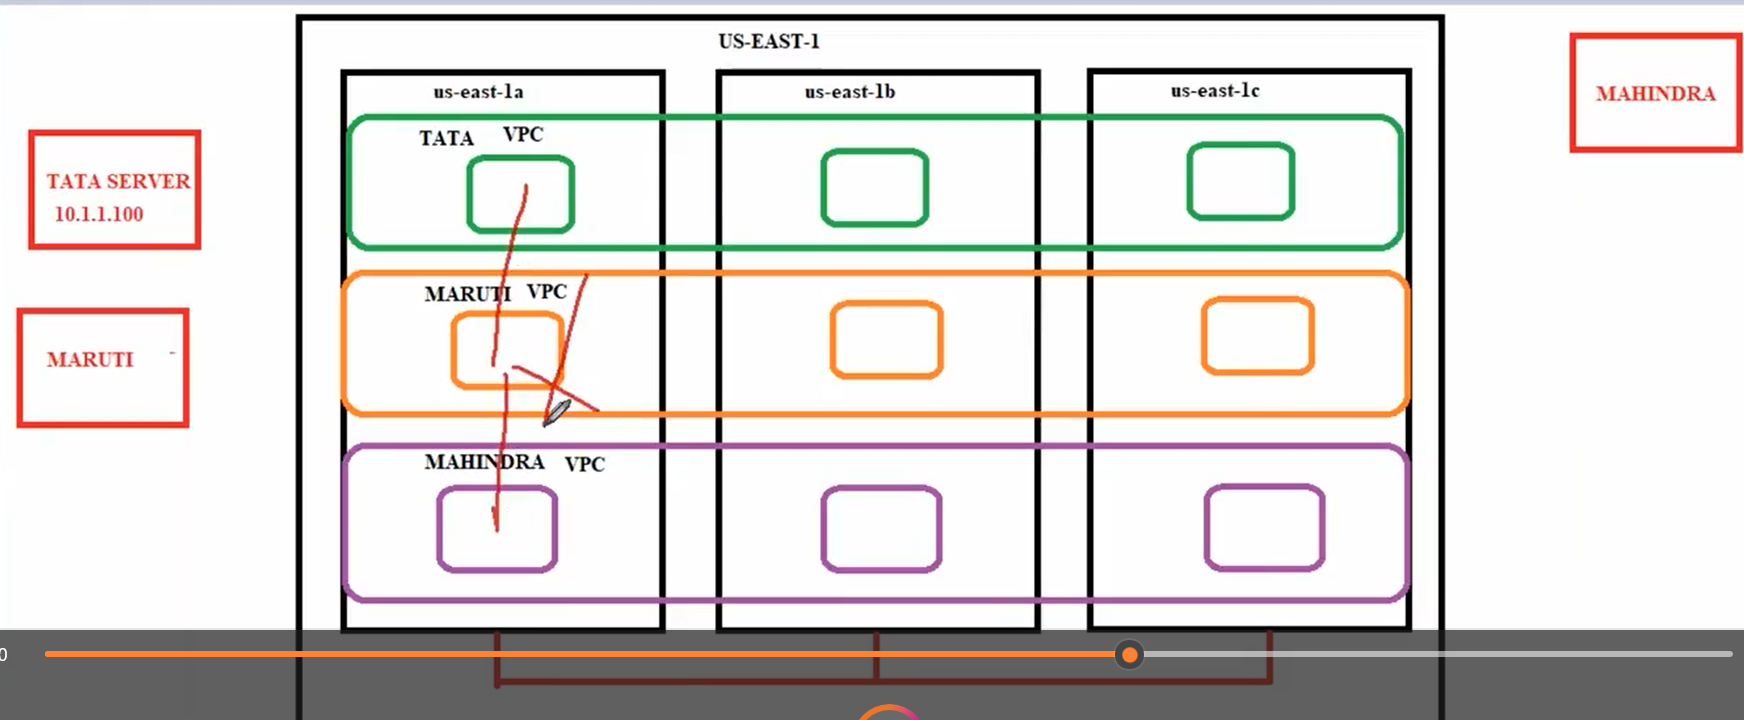 US-EAST-1
us-east-1a
us-east-1b
us-east-1c
MAHINDRA
TATA VPC
TATA SERVER
10.1.1.100
MARUTI VPC
MARUTI
MAHINDRA VPC
0